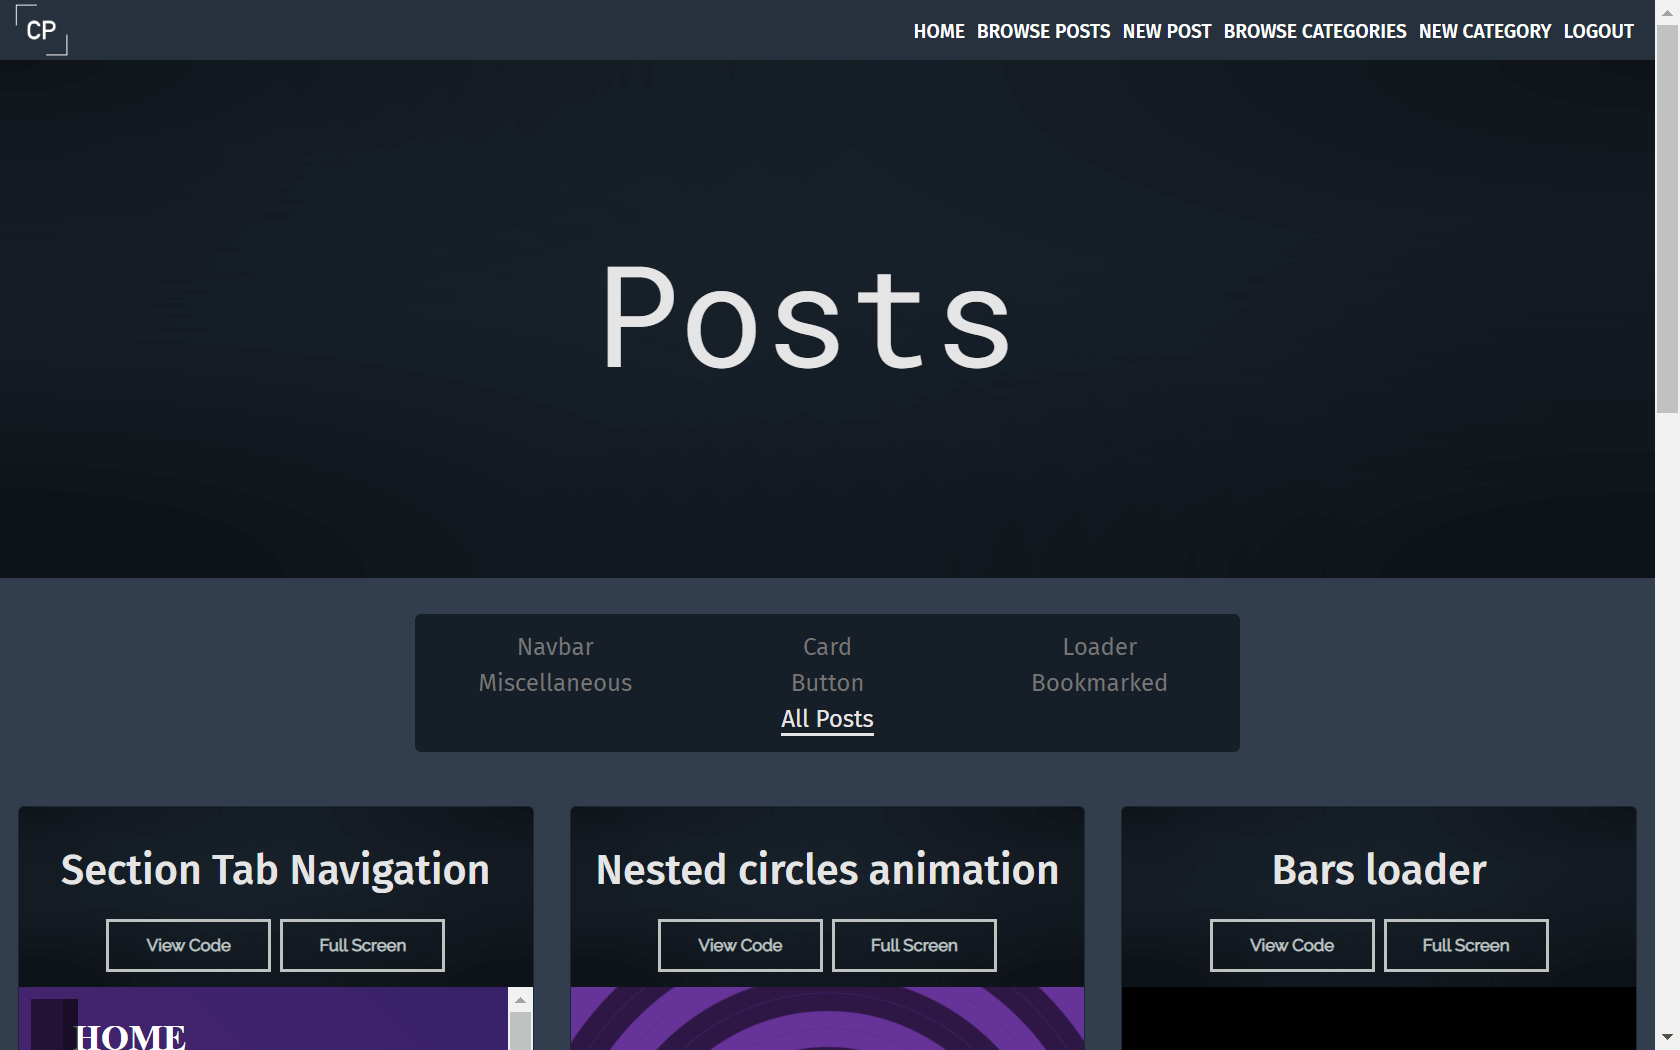 CP
HOME BROWSE POSTS NEW POST BROWSE CATEGORIES NEW CATEGORY LOGOUT
Posts
Navbar Card Loader
Miscellaneous Button Bookmarked
All Posts
Section Tab Navigation
View Code Full Screen
HOME
Nested circles animation
View Code Full Screen
Bars loader
View Code Full Screen